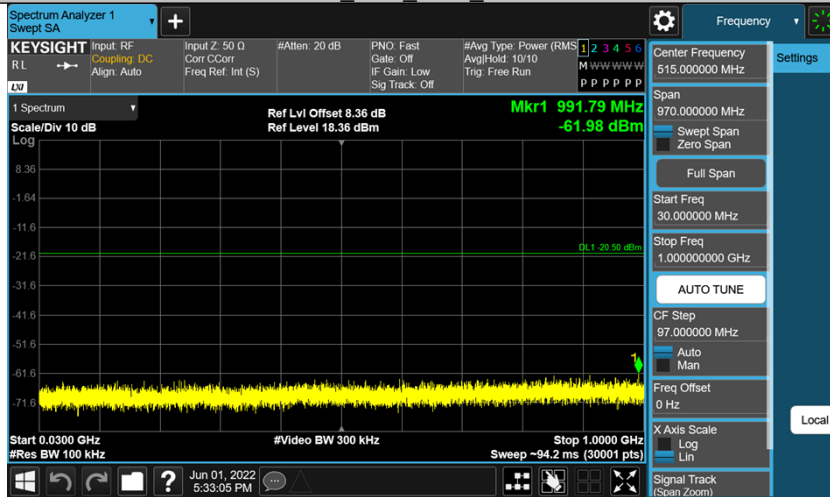 Spectrum Analyzer 1
Swept SA
Frequency
KEYSIGHT
RL
LXI
Input: RF
Coupling: DC
Align: Auto
Input Z: 50 Ω
Corr CCorr
Freq Ref: Int (S)
#Atten: 20 dB
PNO: Fast
Gate: Off
IF Gain: Low
Sig Track: Off
#Avg Type: Power (RMS
Avg|Hold: 10/10
Trig: Free Run
1 2 3 4 5 6
M W W W W W
P P P P P P
1 Spectrum
Scale/Div 10 dB
Log
Ref Lvl Offset 8.36 dB
Ref Level 18.36 dBm
Mkr1 991.79 MHz
-61.98 dBm
8.36
-1.64
-11.6
-21.6
-31.6
-41.6
-51.6
-61.6
-71.6
DL1 -20.50 dBm
1
Start 0.0300 GHz
#Res BW 100 kHz
#Video BW 300 kHz
Stop 1.0000 GHz
Sweep ~94.2 ms (30001 pts)
Jun 01, 2022
5:33:05 PM
Center Frequency
515.000000 MHz
Span
970.000000 MHz
Swept Span
Zero Span
Full Span
Start Freq
30.000000 MHz
Stop Freq
1.000000000 GHz
AUTO TUNE
CF Step
97.000000 MHz
Auto
Man
Freq Offset
0 Hz
X Axis Scale
Log
Lin
Signal Track
(Span Zoom)
Settings
Local